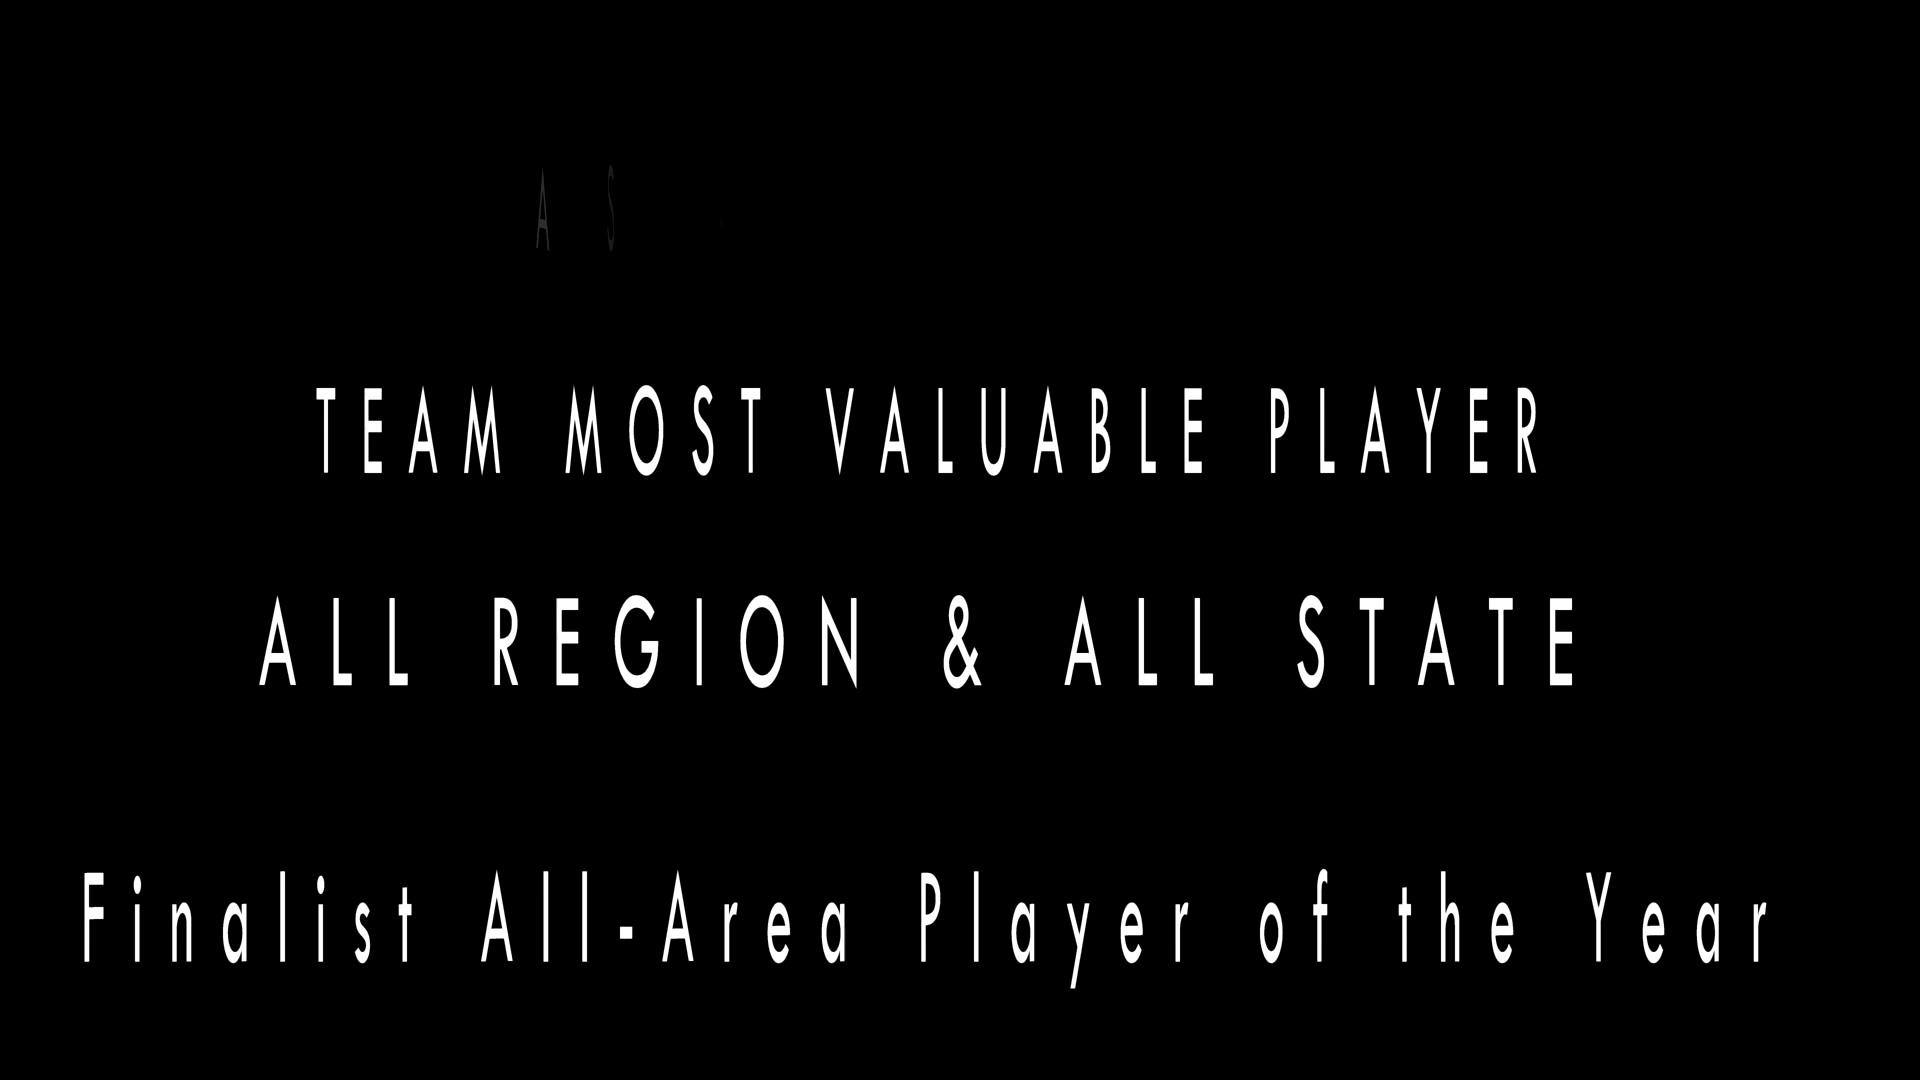 TEAM MOST VALUABLE PLAYER
ALL REGION & ALL STATE
Finalist All-Area Player of the Year